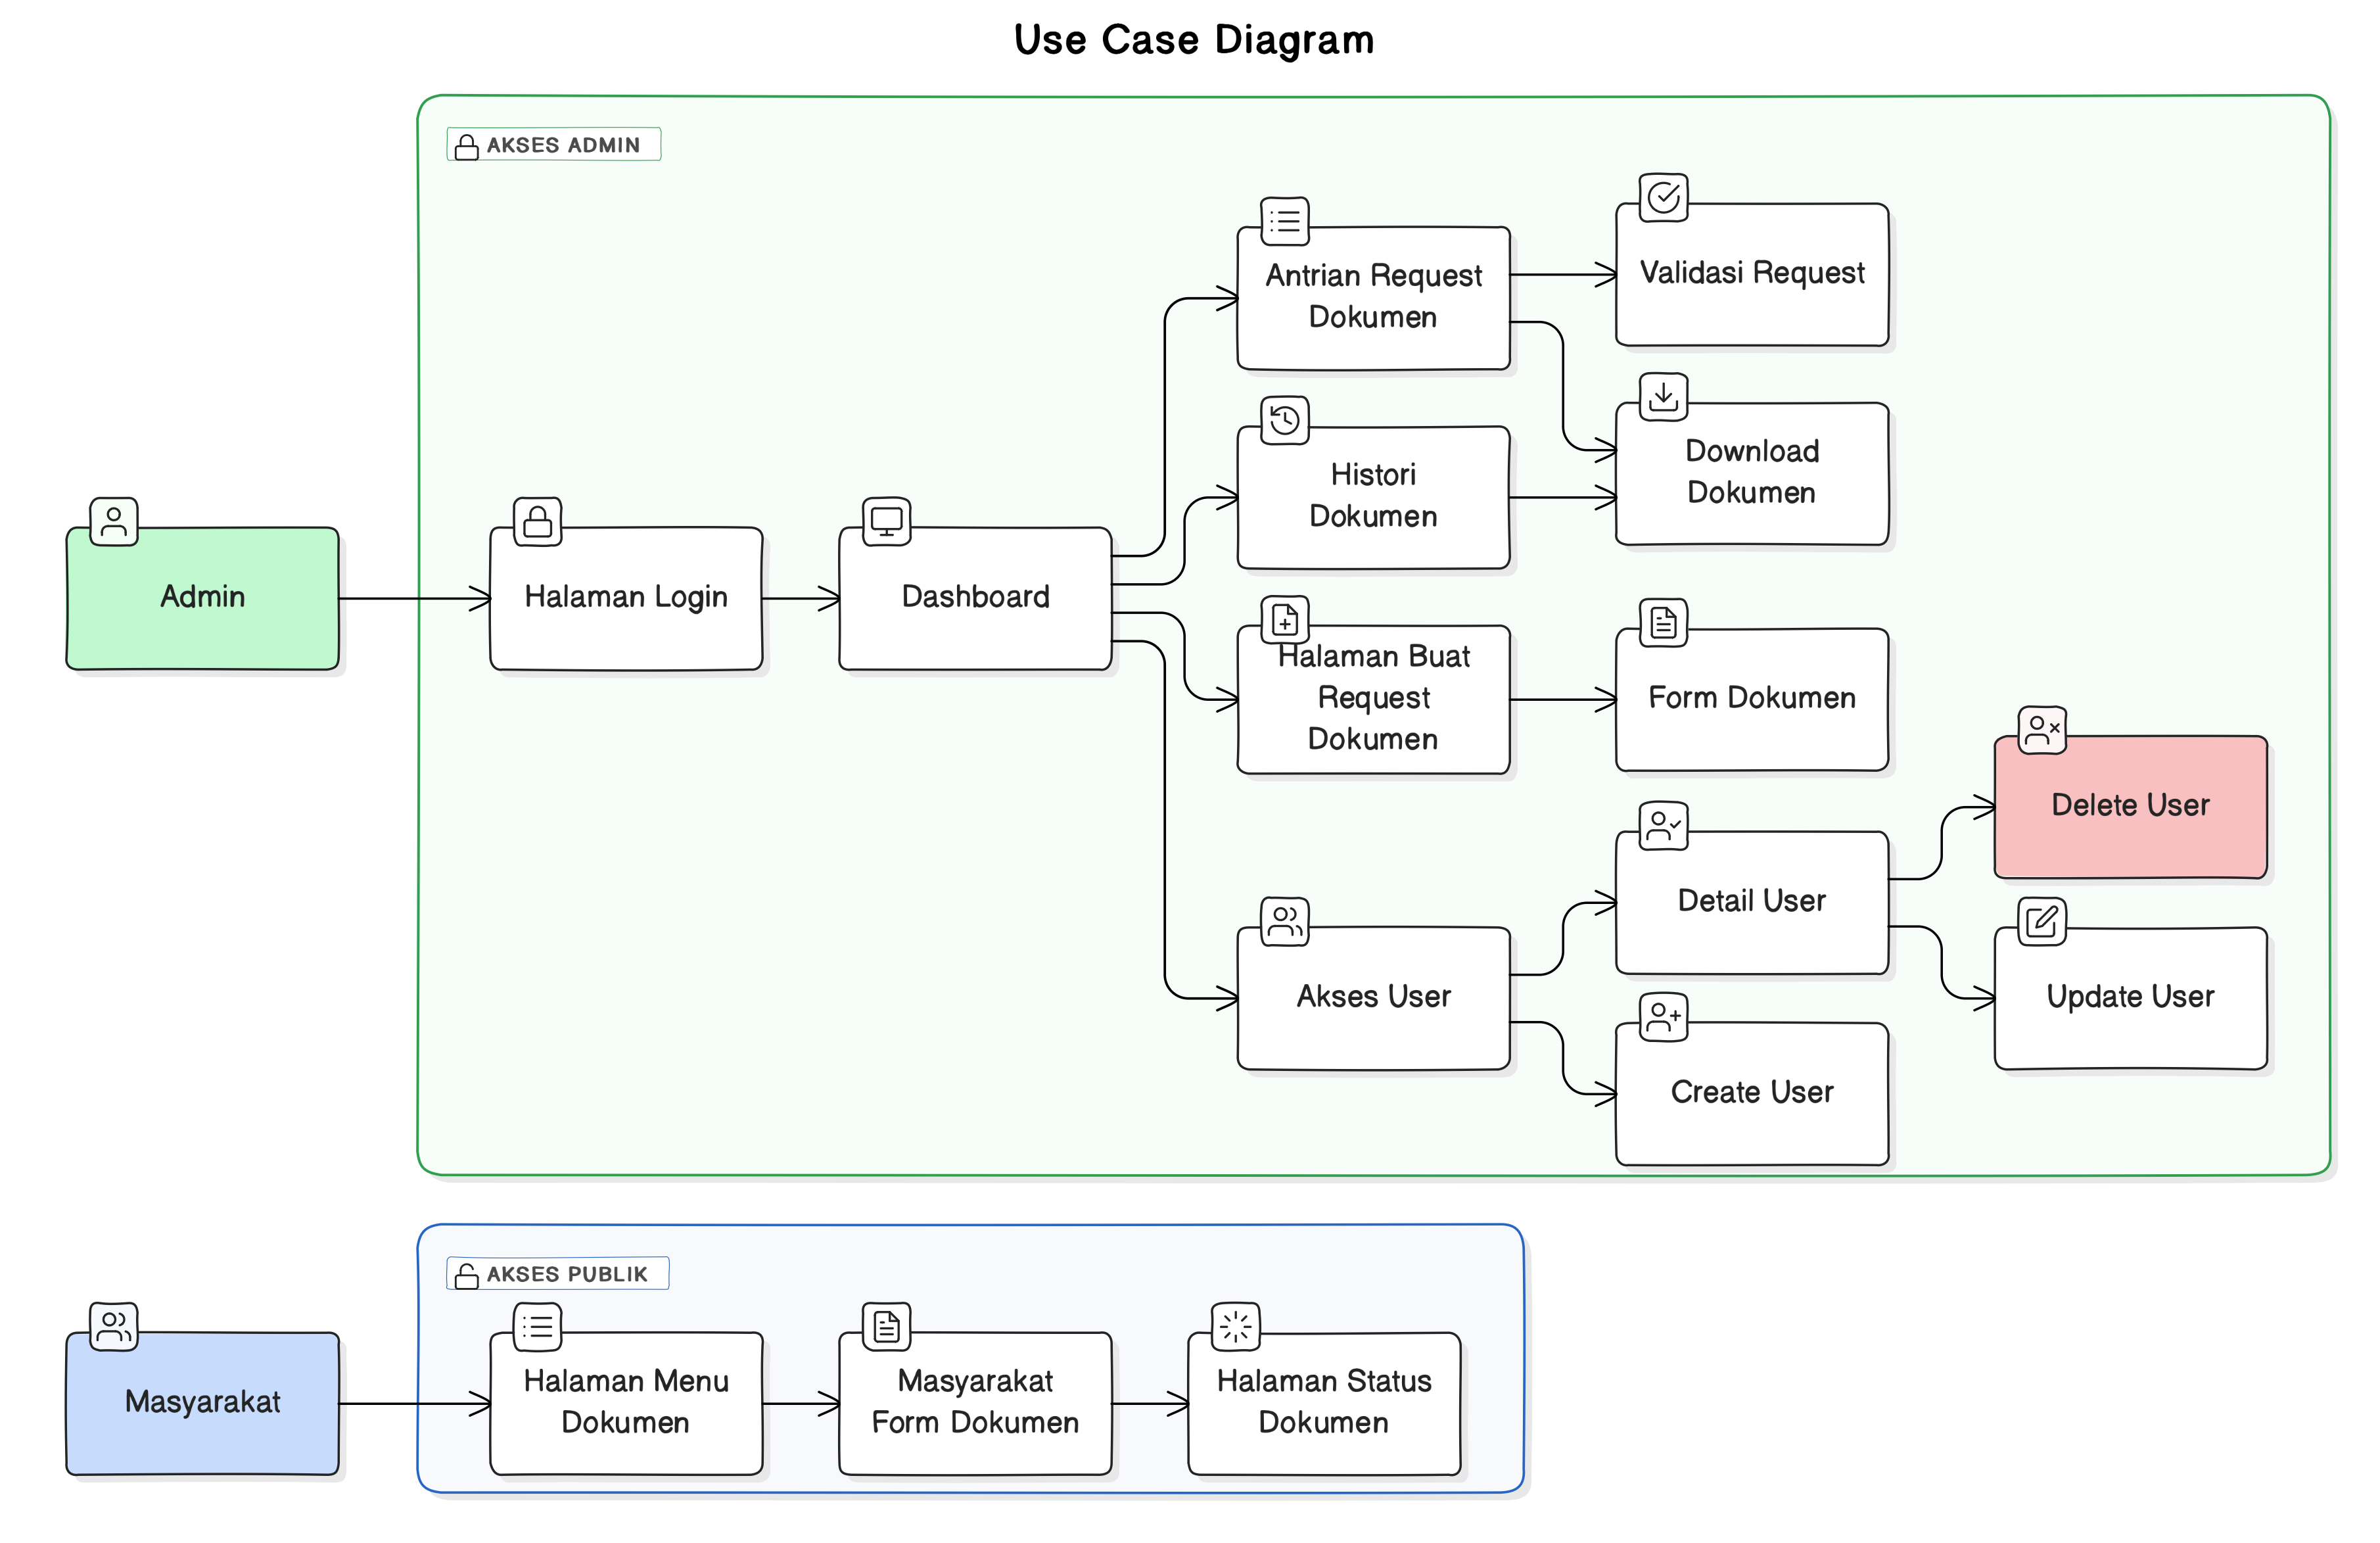 Use Case Diagram
AKSES ADMIN
Admin
Halaman Login
Dashboard
Antrian Request
Dokumen
Validasi Request
Histori
Dokumen
Download
Dokumen
Halaman Buat
Request
Dokumen
Form Dokumen
Akses User
Detail User
Delete User
Update User
Create User
AKSES PUBLIK
Masyarakat
Halaman Menu
Dokumen
Masyarakat
Form Dokumen
Halaman Status
Dokumen